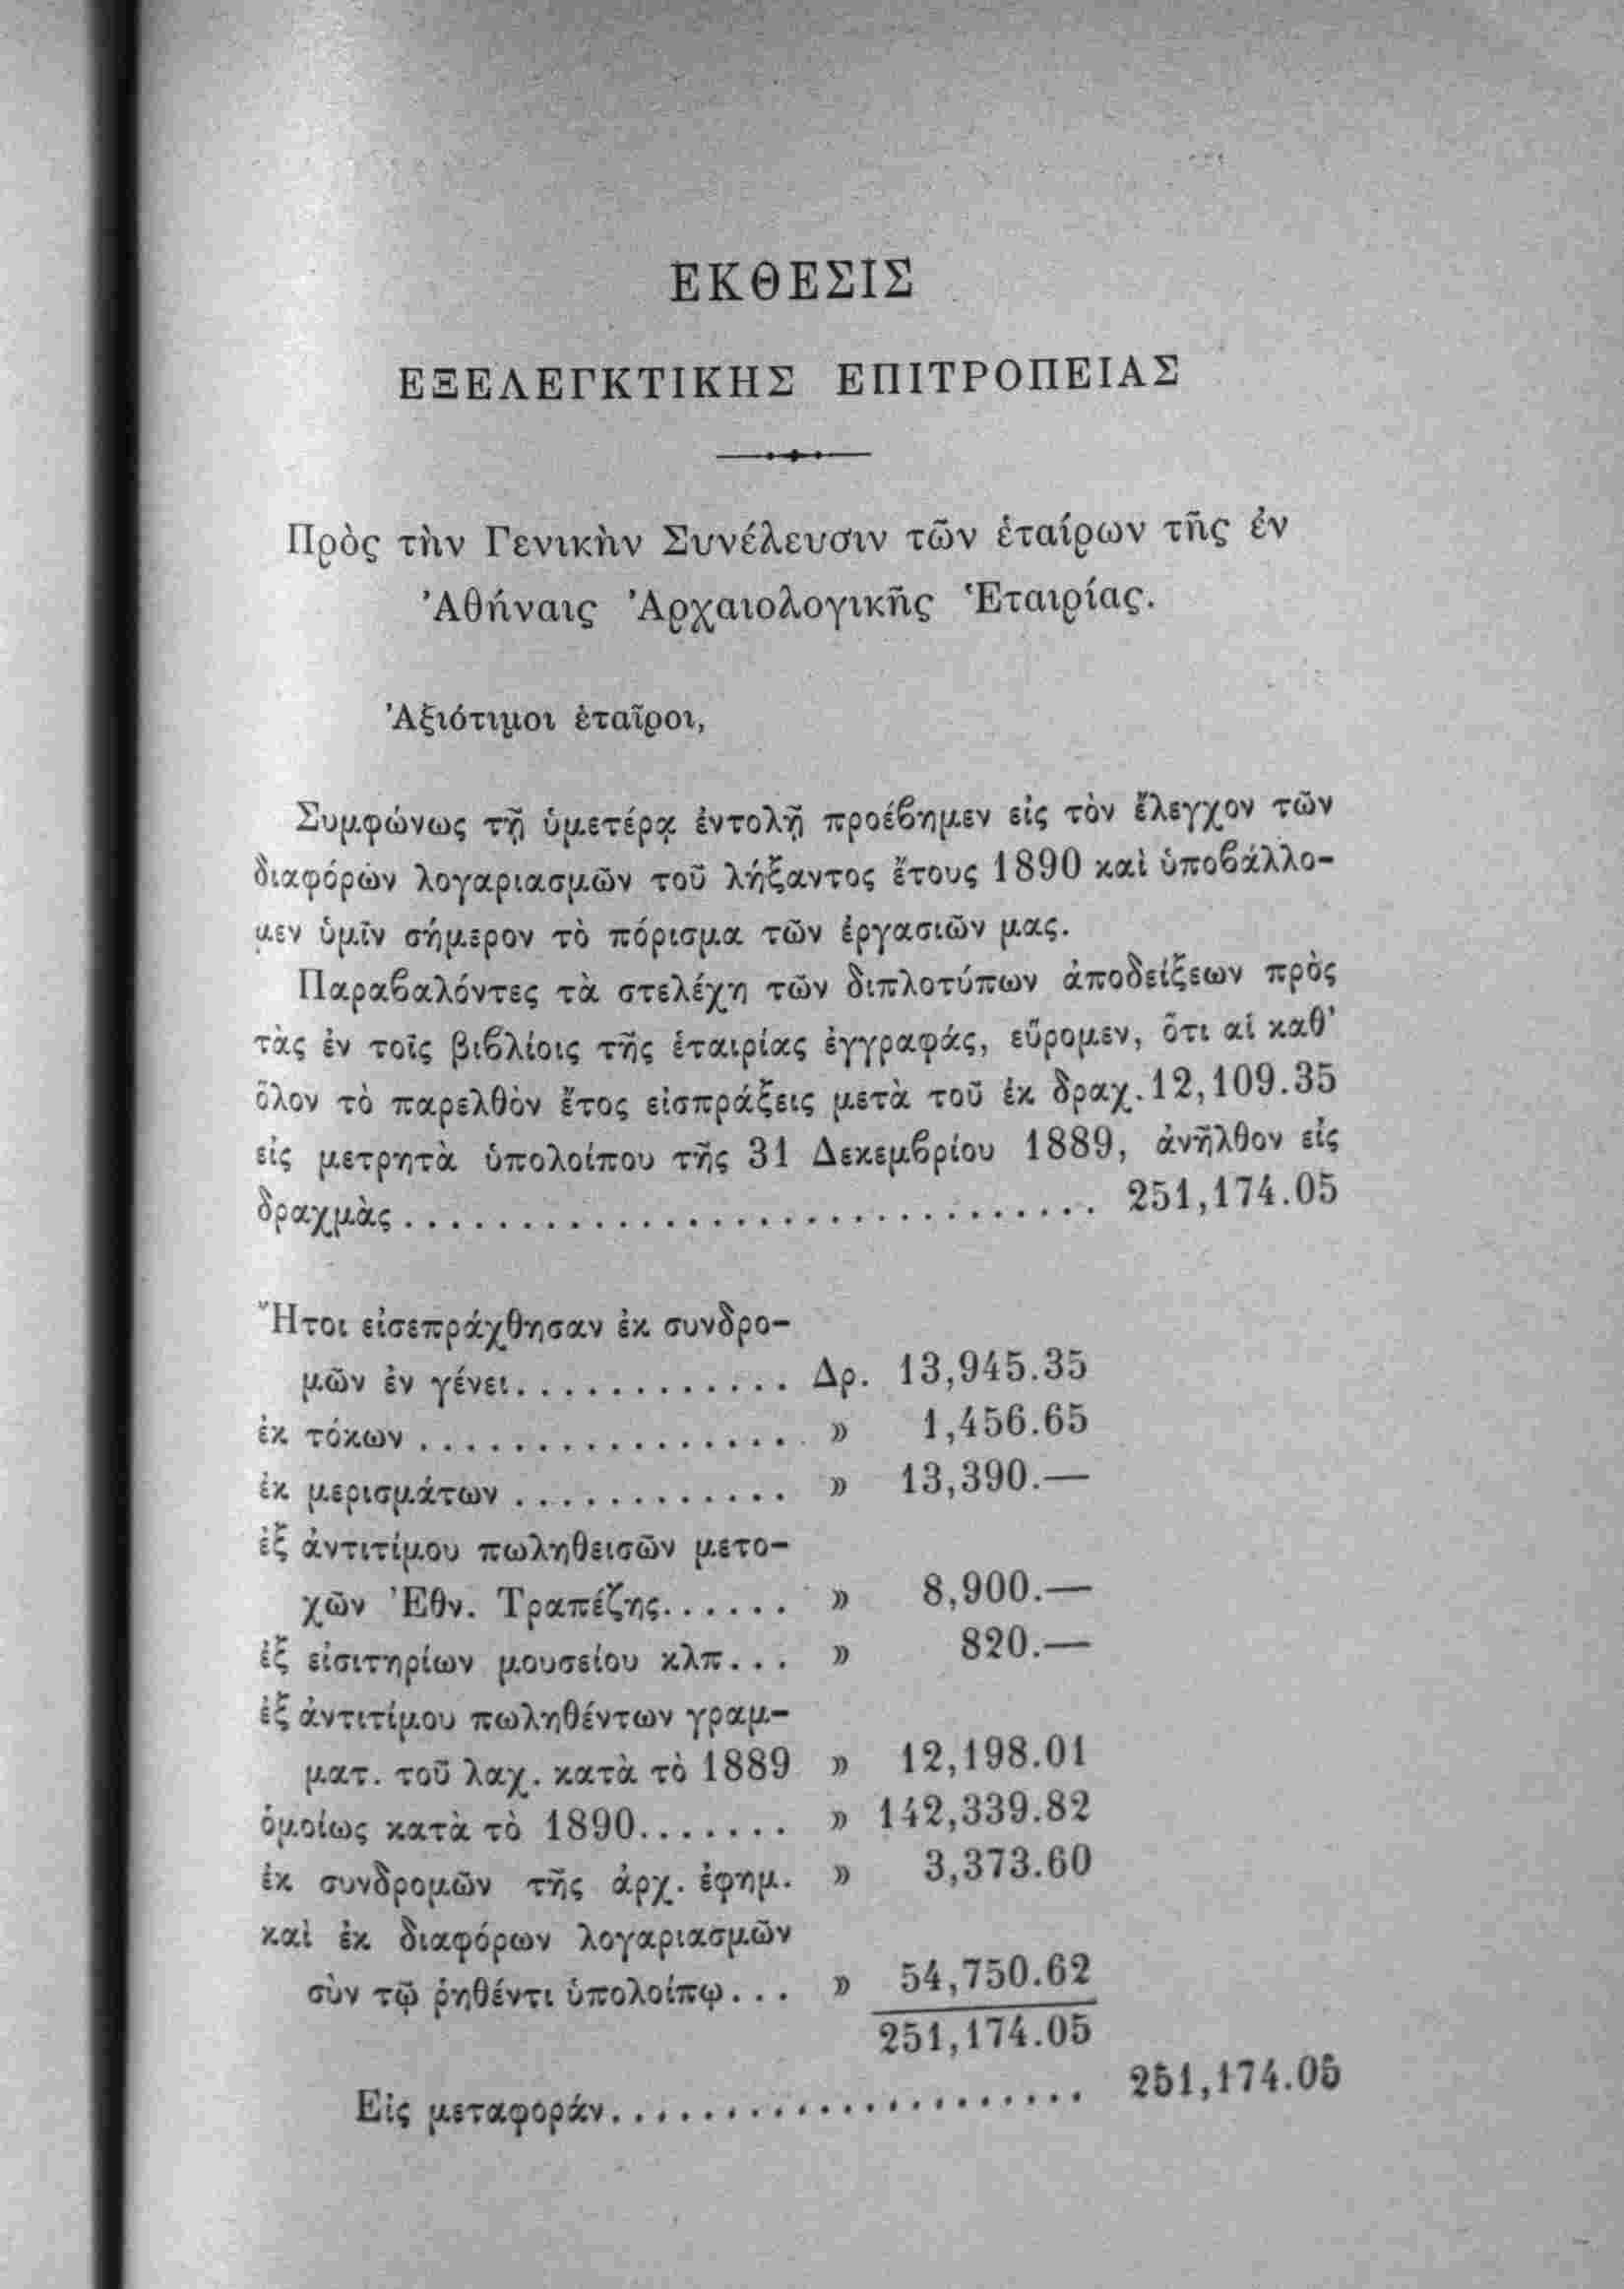 ΕΚΘΕΣΙΣ
ΕΞΕΛΕΓΚΤΙΚΗΣ ΕΠΙΤΡΟΠΕΙΑΣ
Πρὸς τὴν Γενικὴν Συνέλευσιν τῶν ἑταίρων τῆς ἐν
Ἀθήναις Ἀρχαιολογικῆς Ἑταιρίας.
Ἀξιότιμοι ἑταῖροι,
Συμφώνως τῇ ὑμετέρᾳ ἐντολῇ προέβημεν εἰς τὸν ἔλεγχον τῶν
διαφόρων λογαριασμῶν τοῦ λήξαντος ἔτους 1890 καὶ ὑποβάλλο-
μεν ὑμῖν σήμερον τὸ πόρισμα τῶν ἐργασιῶν μας.
Παραβαλόντες τὰ στελέχη τῶν διπλοτύπων ἀποδείξεων πρὸς
τὰς ἐν τοῖς βιβλίοις τῆς ἑταιρίας ἐγγραφάς, εὕρομεν, ὅτι αἱ καθ'
ὅλον τὸ παρελθὸν ἔτος εἰσπράξεις μετὰ τοῦ ἐκ δραχ. 12,109.35
εἰς μετρητὰ ὑπολοίπου τῆς 31 Δεκεμβρίου 1889, ἀνῆλθον εἰς
δραχμὰς .............................. 251,174.05
Ἤτοι εἰσεπράχθησαν ἐκ συνδρο-
μῶν ἐν γένει............ Δρ. 13,945.35
ἐκ τόκων ................ » 1,456.65
ἐκ μερισμάτων ............ » 13,390.—
ἐξ ἀντιτίμου πωληθεισῶν μετο-
χῶν Ἐθν. Τραπέζης...... » 8,900.—
ἐξ εἰσιτηρίων μουσείου κλπ... » 820.—
ἐξ ἀντιτίμου πωληθέντων γραμ-
ματ. τοῦ λαχ. κατὰ τὸ 1889 » 12,198.01
ὁμοίως κατὰ τὸ 1890....... » 142,339.82
ἐκ συνδρομῶν τῆς ἀρχ. ἐφημ. » 3,373.60
καὶ ἐκ διαφόρων λογαριασμῶν
σὺν τῷ ῥηθέντι ὑπολοίπῳ... » 54,750.62
251,174.05
Εἰς μεταφοράν..................... 251,174.05